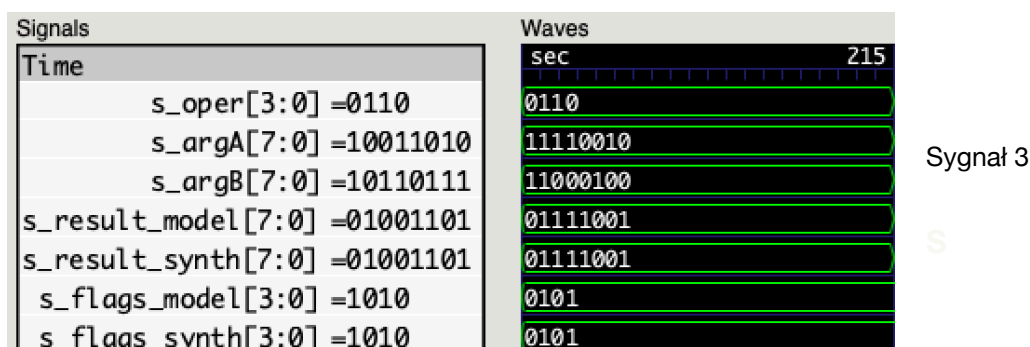 Signals Waves
Time sec 215
s_oper[3:0] =0110 0110
s_argA[7:0] =10011010 11110010
s_argB[7:0] =10110111 11000100
s_result_model[7:0] =01001101 01111001
s_result_synth[7:0] =01001101 01111001
s_flags_model[3:0] =1010 0101
s_flags_synth[3:0] =1010 0101
Sygnał 3
S